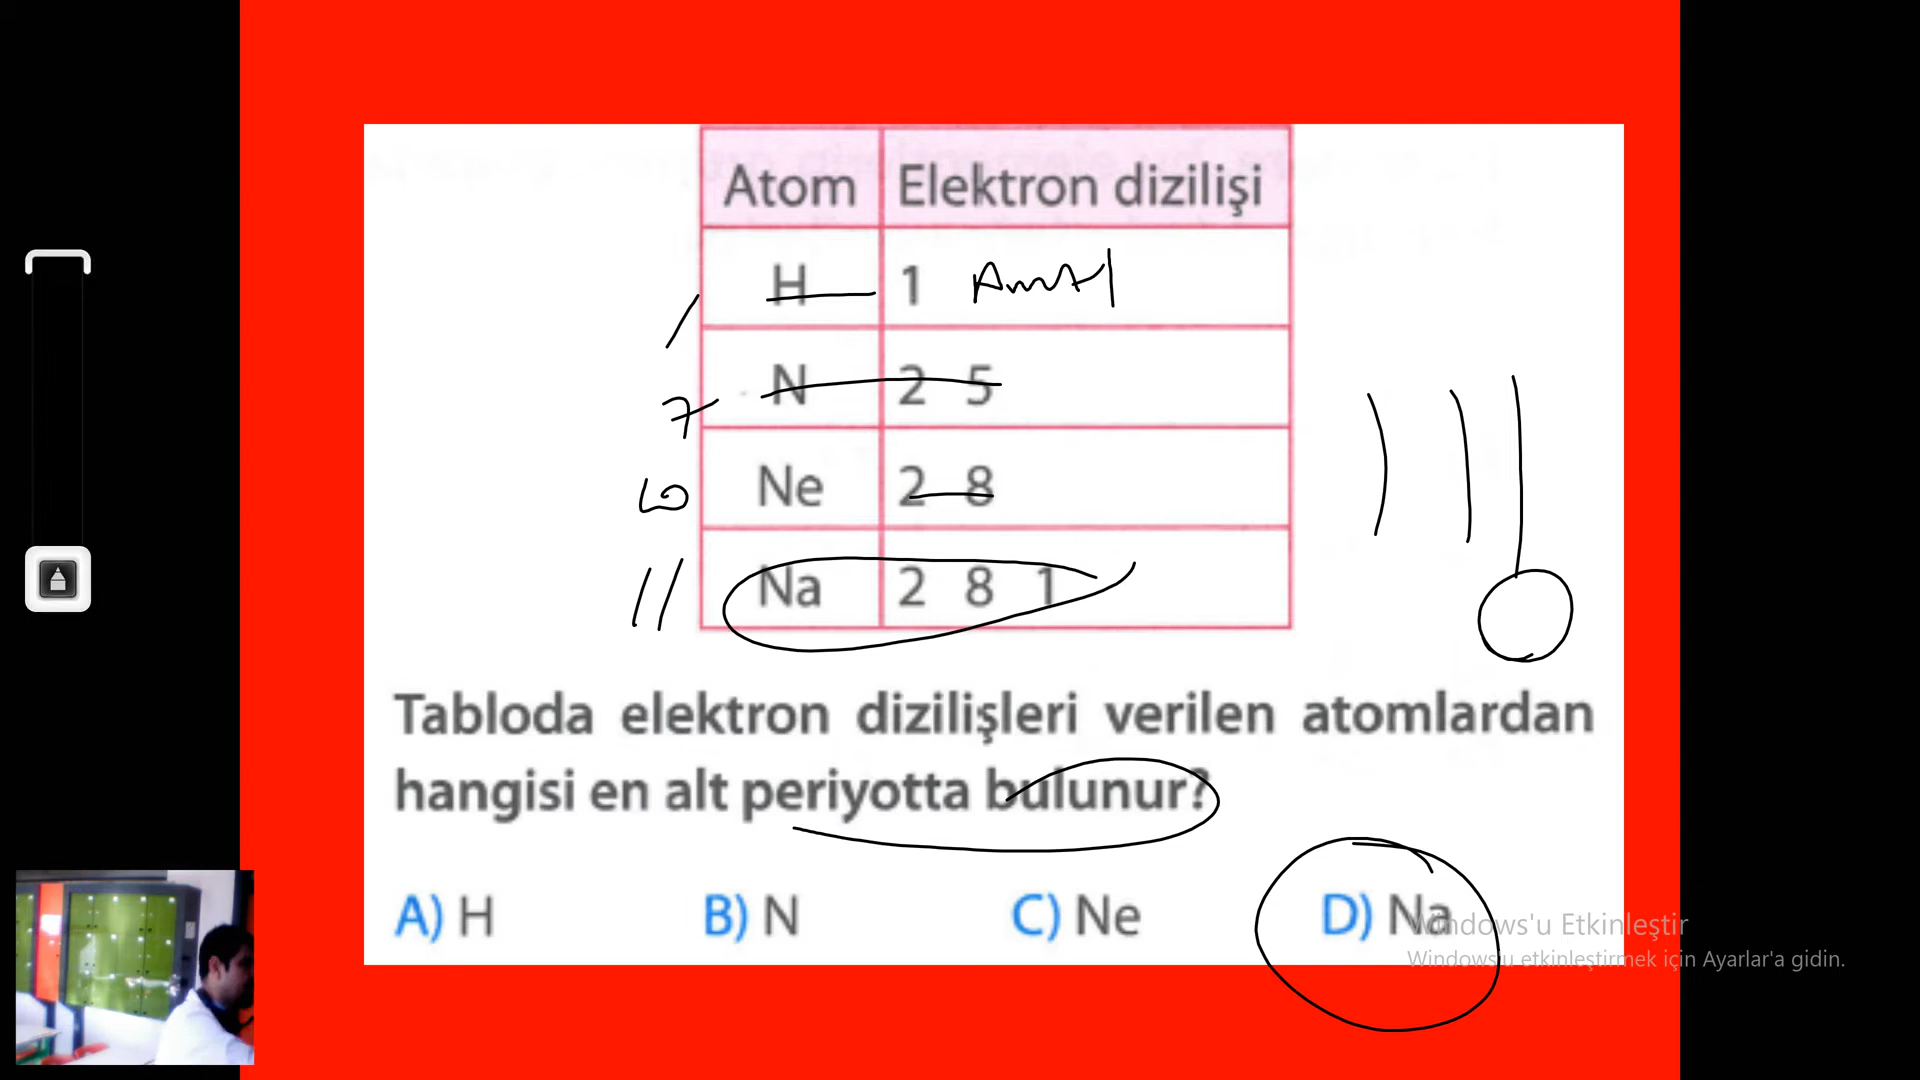 Atom Elektron dizilişi
H 1
1
N 2 5
7
Ne 2 8
10
Na 2 8 1
11
Tabloda elektron dizilişleri verilen atomlardan
hangisi en alt periyotta bulunur?
A) H B) N C) Ne D) Na
Windows'u Etkinleştir
Windows'u etkinleştirmek için Ayarlar'a gidin.